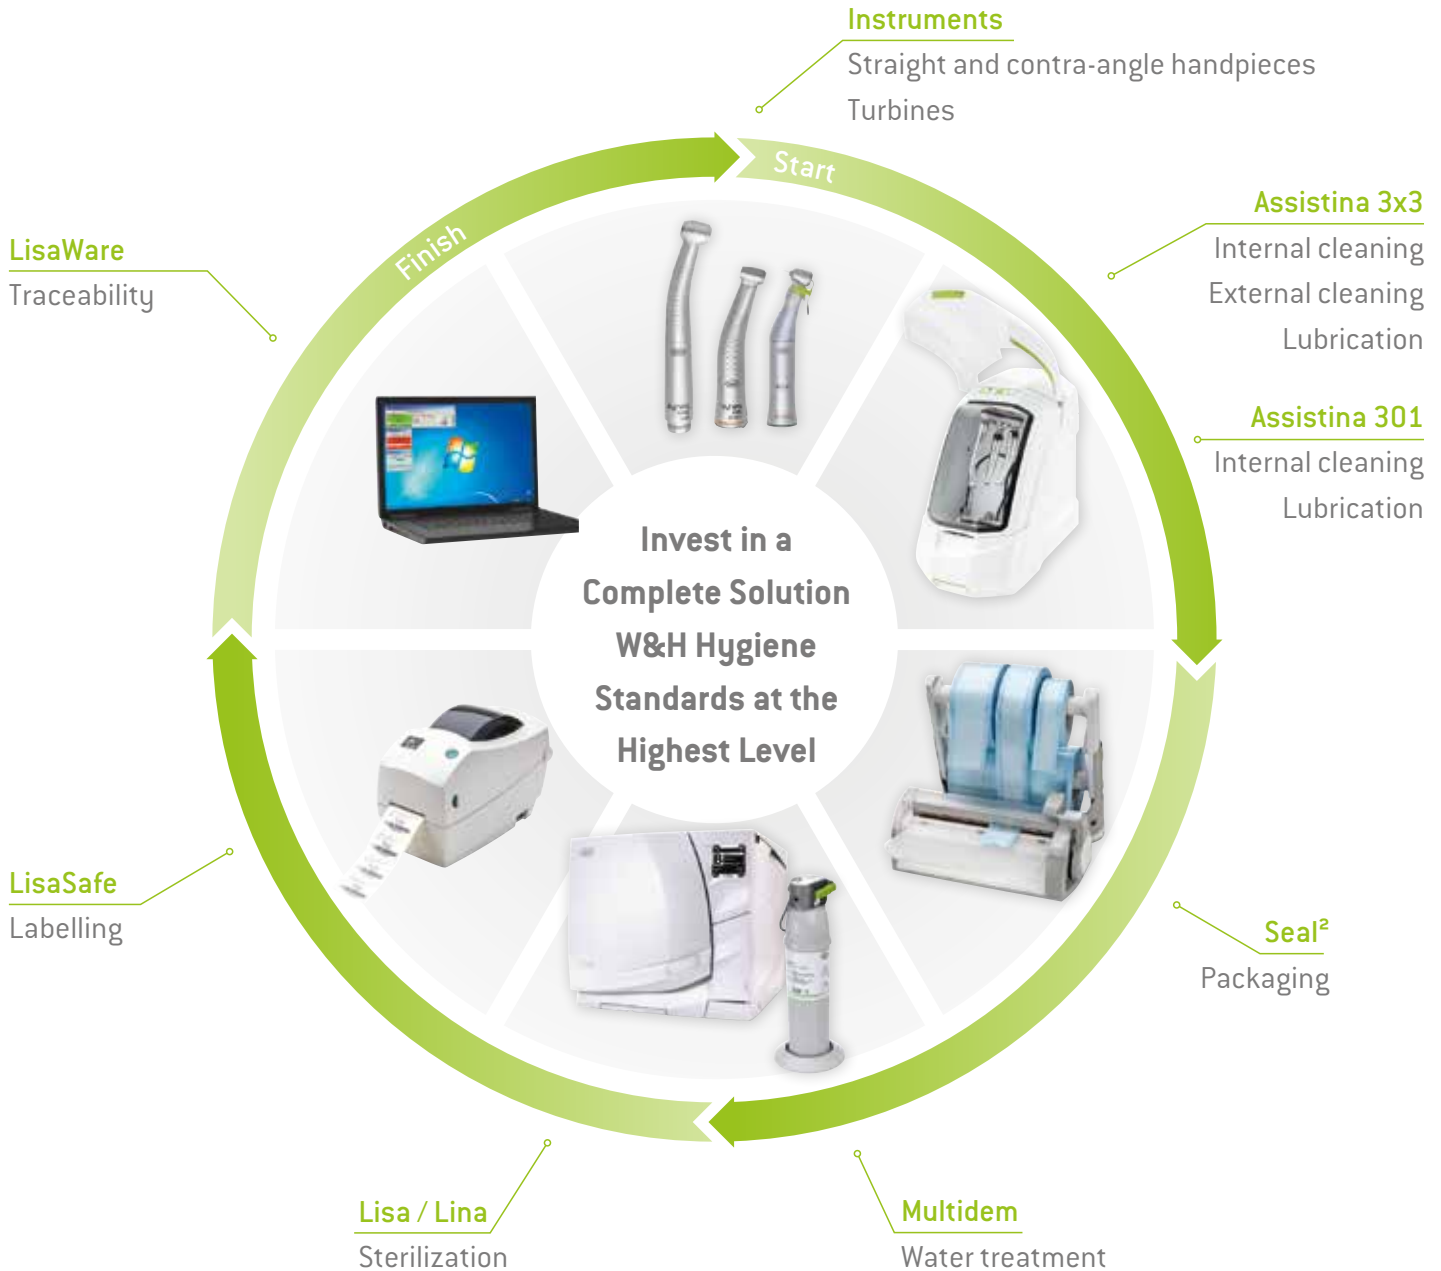 Instruments
Straight and contra-angle handpieces
Turbines
Start
Assistina 3x3
Internal cleaning
External cleaning
Lubrication
Assistina 301
Internal cleaning
Lubrication
Seal²
Packaging
Multidem
Water treatment
Lisa / Lina
Sterilization
LisaSafe
Labelling
LisaWare
Traceability
Finish
Invest in a
Complete Solution
W&H Hygiene
Standards at the
Highest Level